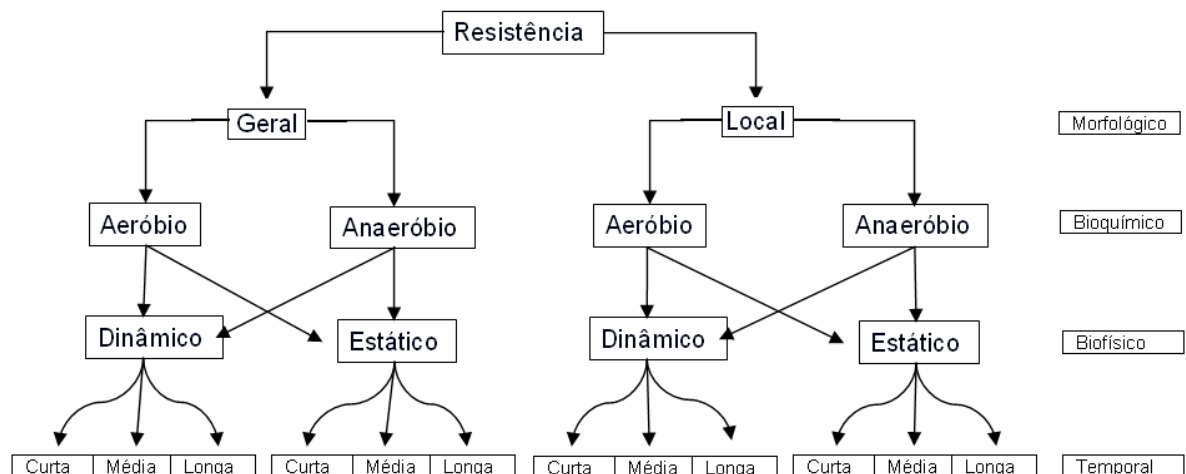 Resistência
Geral Local Morfológico
Aeróbio Anaeróbio Aeróbio Anaeróbio Bioquímico
Dinâmico Estático Dinâmico Estático Biofísico
Curta Média Longa Curta Média Longa Curta Média Longa Curta Média Longa Temporal